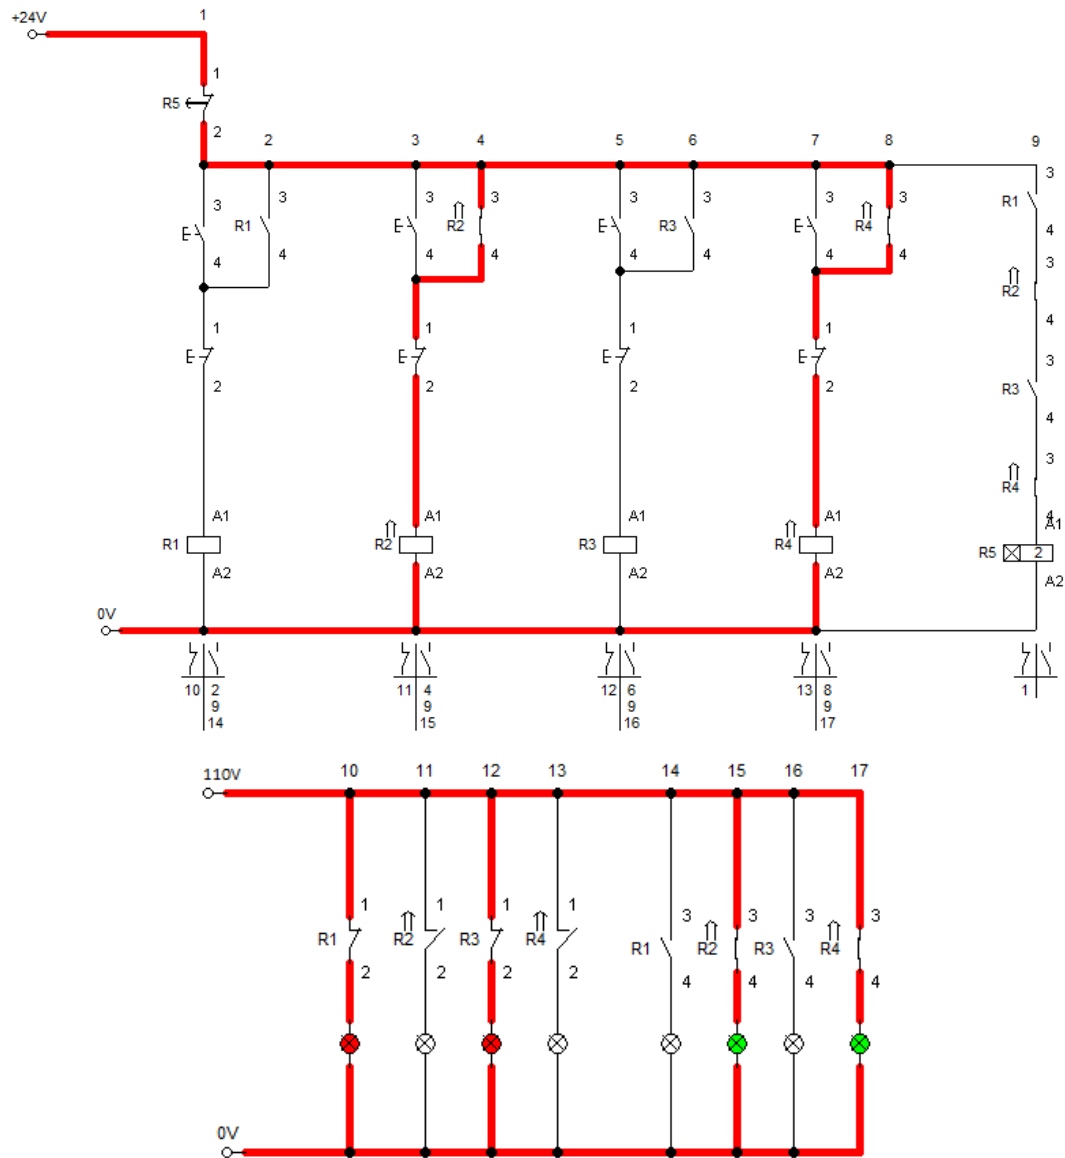 +24V 1
1
R5
2
2 3 4 5 6 7 8 9
3 3 3 3 3 3 3 3 3
E R1 E R2 E R3 E R4 R1
4 4 4 4 4 4 4 4 4
3
R2
4
1 1 1 1
E E E E
2 2 2 2
3
R3
4
3
R4
4
A1 A1 A1 A1 A1
R1 R2 R3 R4 R5 2
A2 A2 A2 A2 A2
0V
10 2 11 4 12 6 13 8 1
9 9 9 9
14 15 16 17
110V 10 11 12 13 14 15 16 17
1 1 1 1 3 3 3 3
R1 R2 R3 R4 R1 R2 R3 R4
2 2 2 2 4 4 4 4
0V